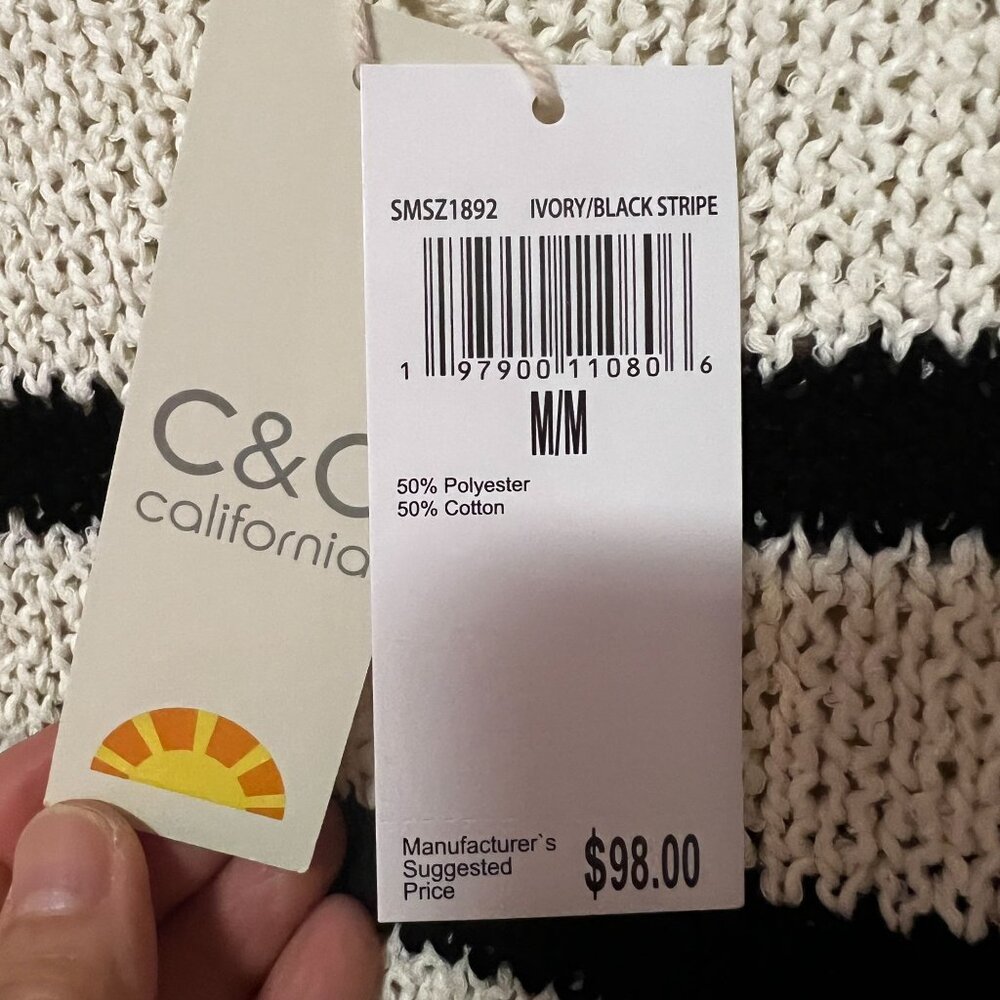 C&C
california
SMSZ1892 IVORY/BLACK STRIPE
1 97900 11080 6
M/M
50% Polyester
50% Cotton
Manufacturer`s
Suggested
Price
$98.00